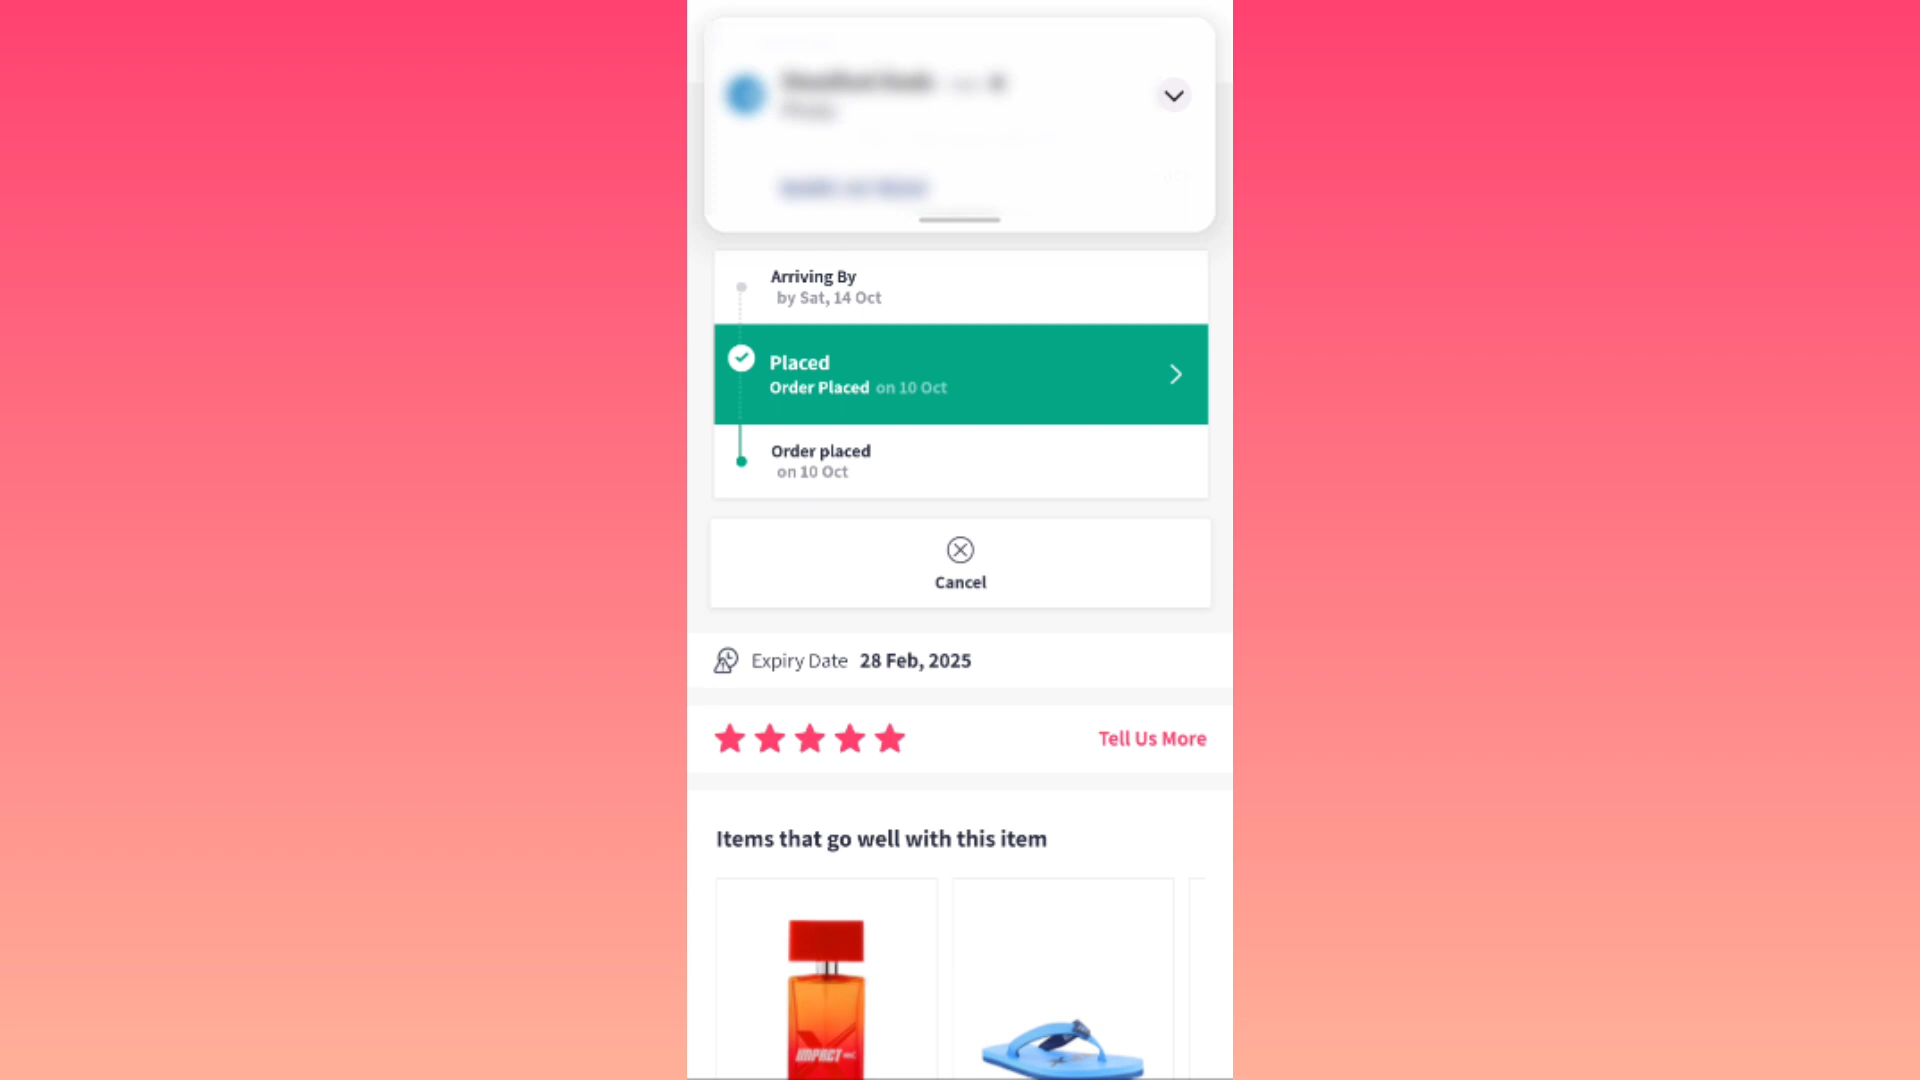 Arriving By
by Sat, 14 Oct
Placed
Order Placed on 10 Oct
Order placed
on 10 Oct
Cancel
Expiry Date 28 Feb, 2025
Tell Us More
Items that go well with this item
IMPACT